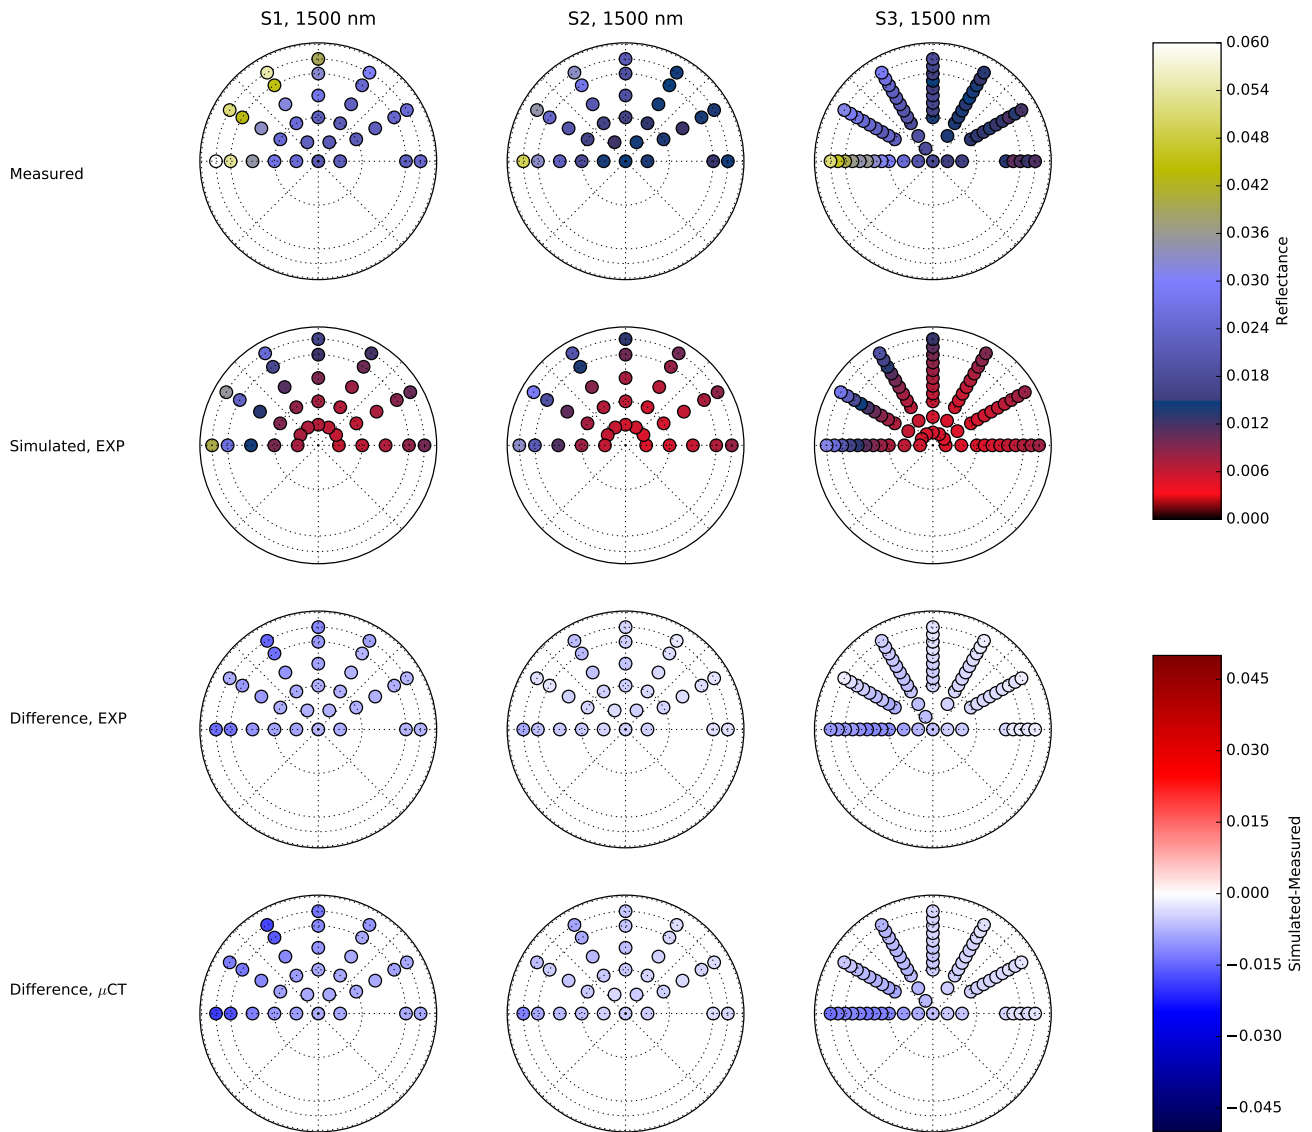 S1, 1500 nm
S2, 1500 nm
S3, 1500 nm
Measured
Simulated, EXP
Difference, EXP
Difference, μCT
0.060
0.054
0.048
0.042
0.036
0.030
0.024
0.018
0.012
0.006
0.000
Reflectance
0.045
0.030
0.015
0.000
−0.015
−0.030
−0.045
Simulated-Measured